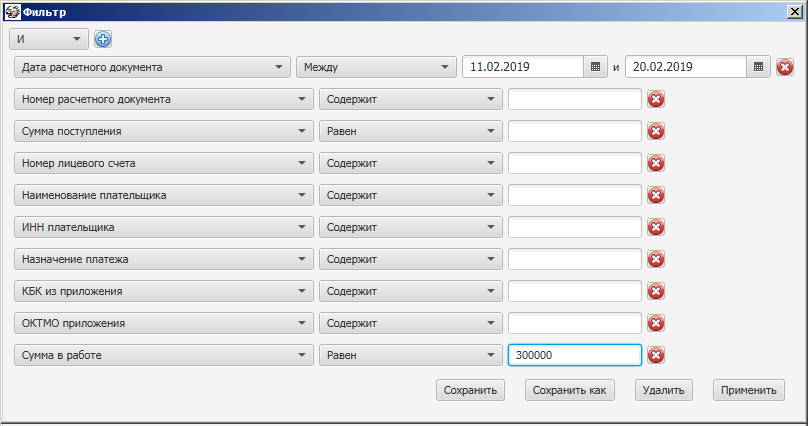 Фильтр
И
Дата расчетного документа Между 11.02.2019 и 20.02.2019
Номер расчетного документа Содержит
Сумма поступления Равен
Номер лицевого счета Содержит
Наименование плательщика Содержит
ИНН плательщика Содержит
Назначение платежа Содержит
КБК из приложения Содержит
ОКТМО приложения Содержит
Сумма в работе Равен 300000
Сохранить Сохранить как Удалить Применить